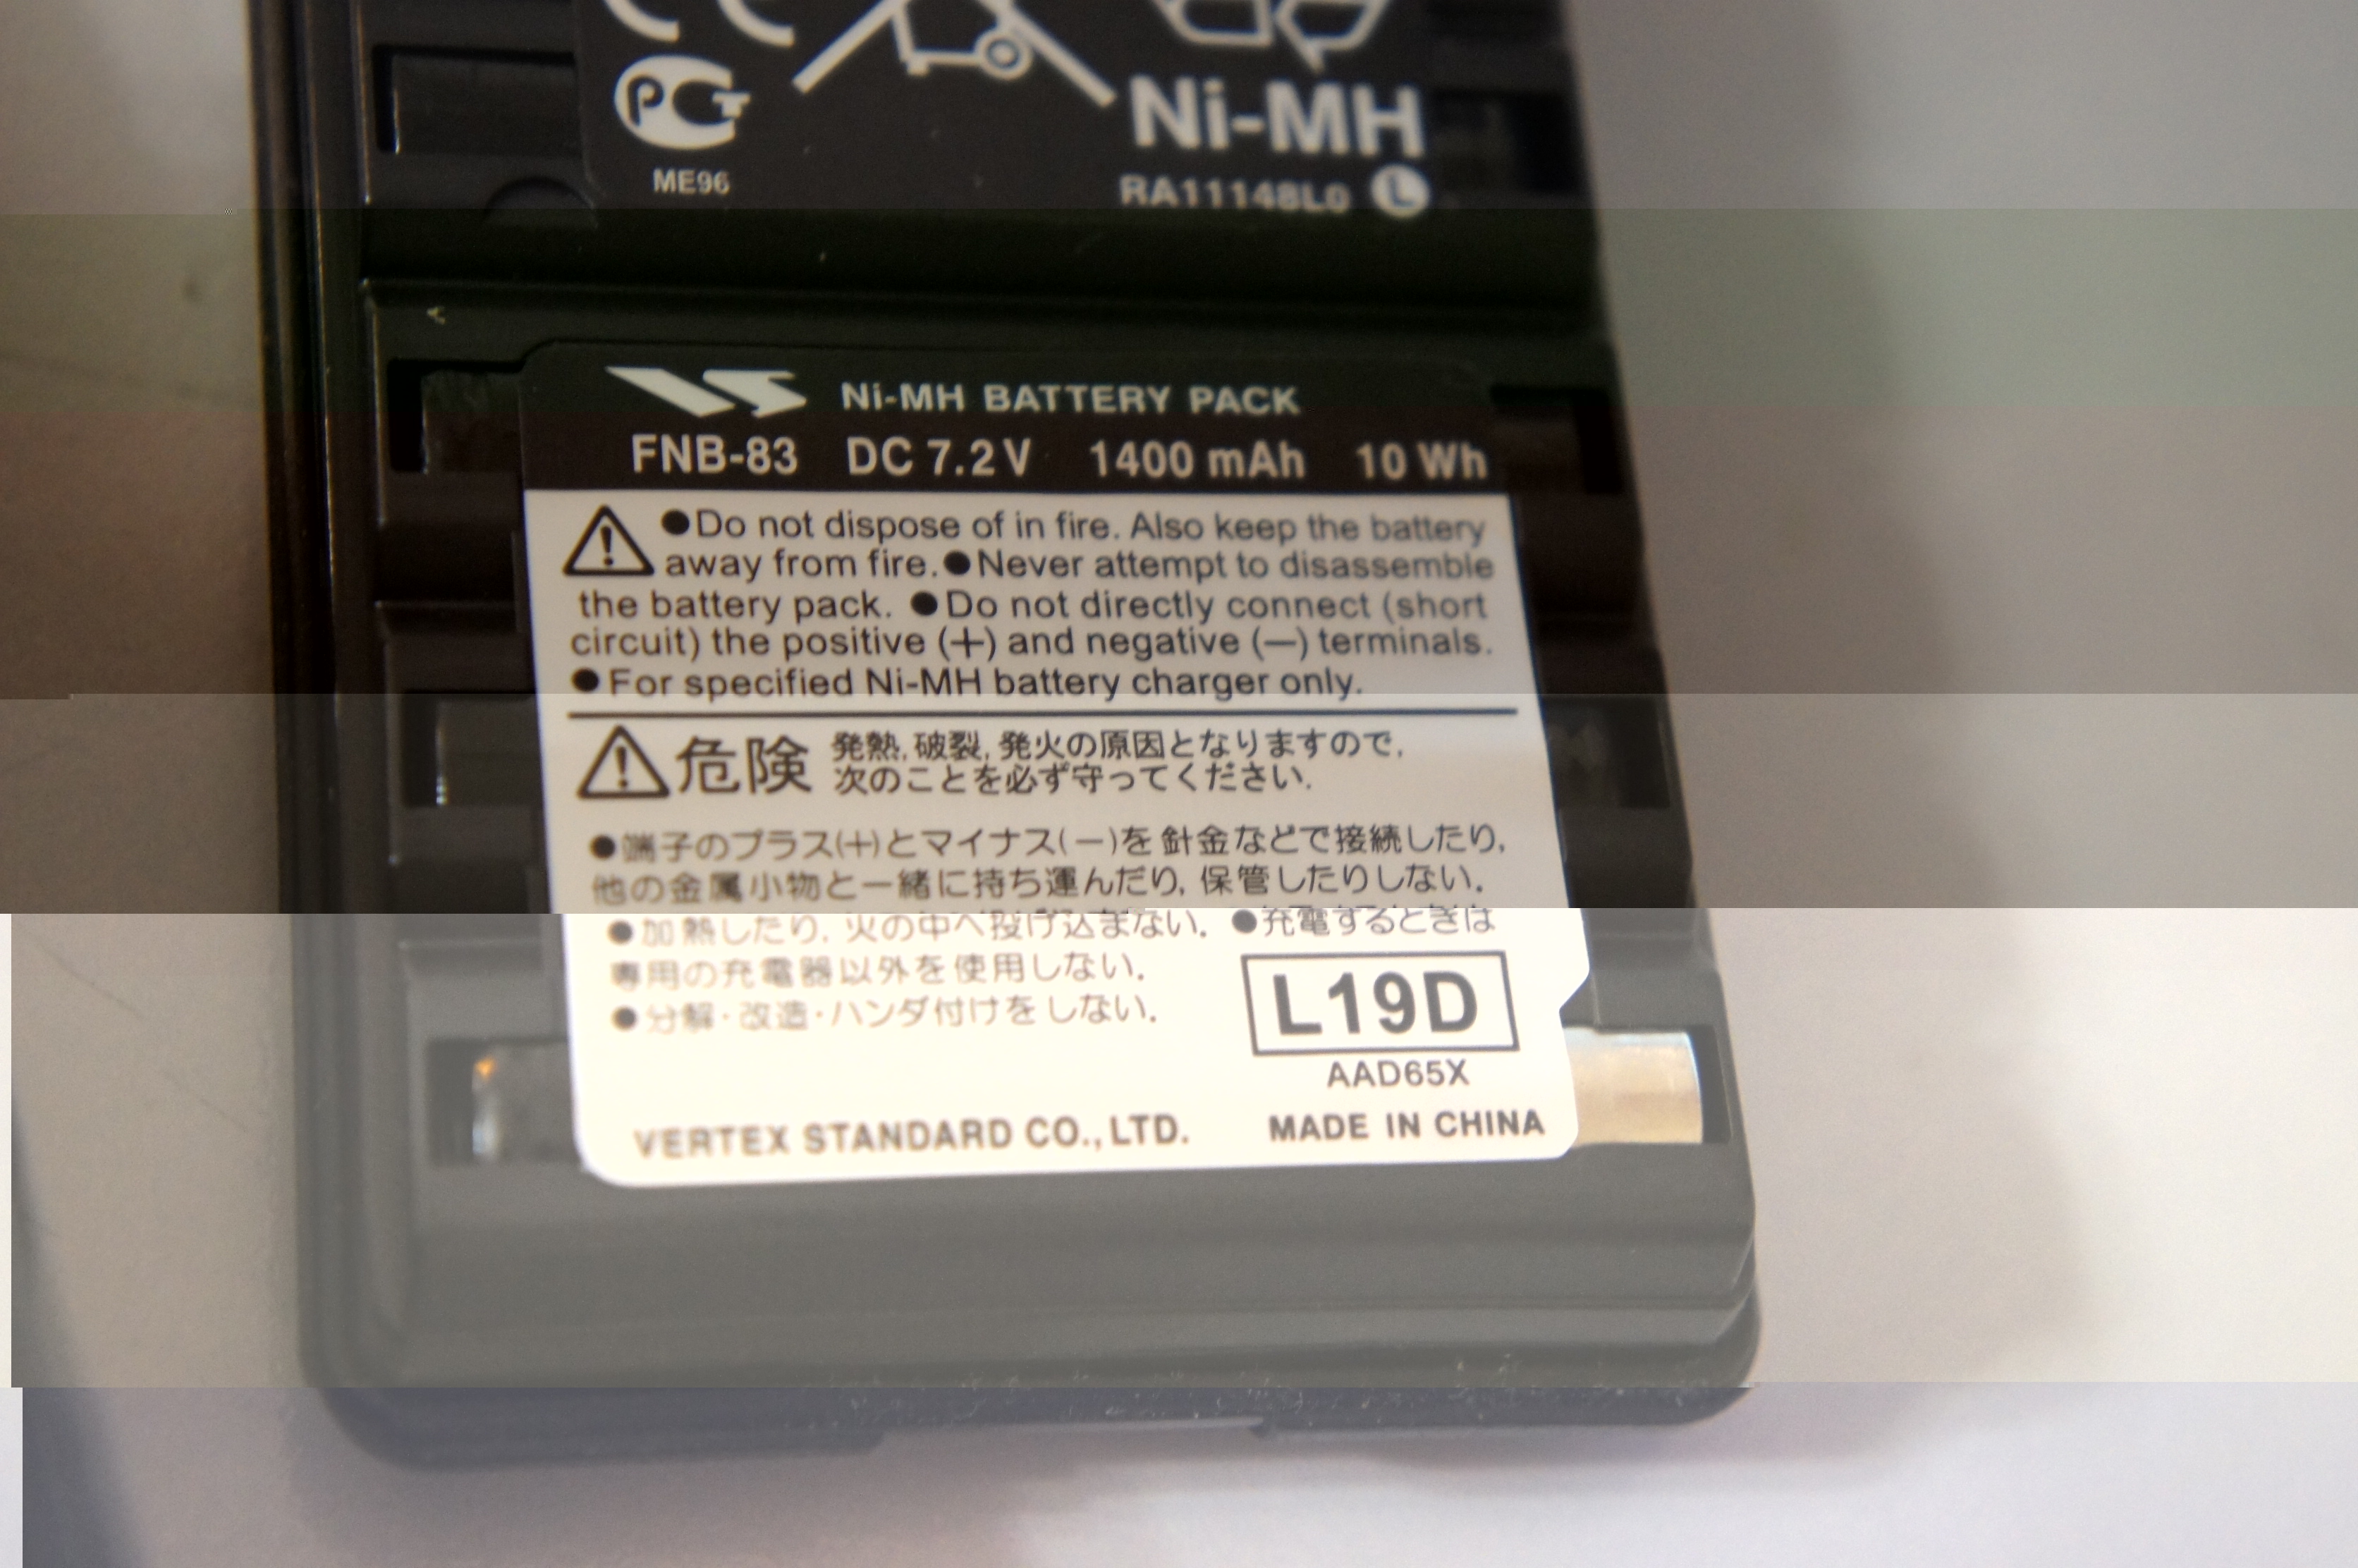 CE
PCT
ME96
Ni-MH
RA11148L0 L
VS Ni-MH BATTERY PACK
FNB-83 DC 7.2V 1400 mAh 10 Wh
●Do not dispose of in fire. Also keep the battery
away from fire. ●Never attempt to disassemble
the battery pack. ●Do not directly connect (short
circuit) the positive (+) and negative (—) terminals.
●For specified Ni-MH battery charger only.
危険 発熱,破裂,発火の原因となりますので,
次のことを必ず守ってください.
●端子のプラス(+)とマイナス(−)を針金などで接続したり,
他の金属小物と一緒に持ち運んだり,保管したりしない.
●加熱したり,火の中へ投げ込まない. ●充電するときは
専用の充電器以外を使用しない.
●分解・改造・ハンダ付けをしない.
L19D
AAD65X
VERTEX STANDARD CO., LTD. MADE IN CHINA